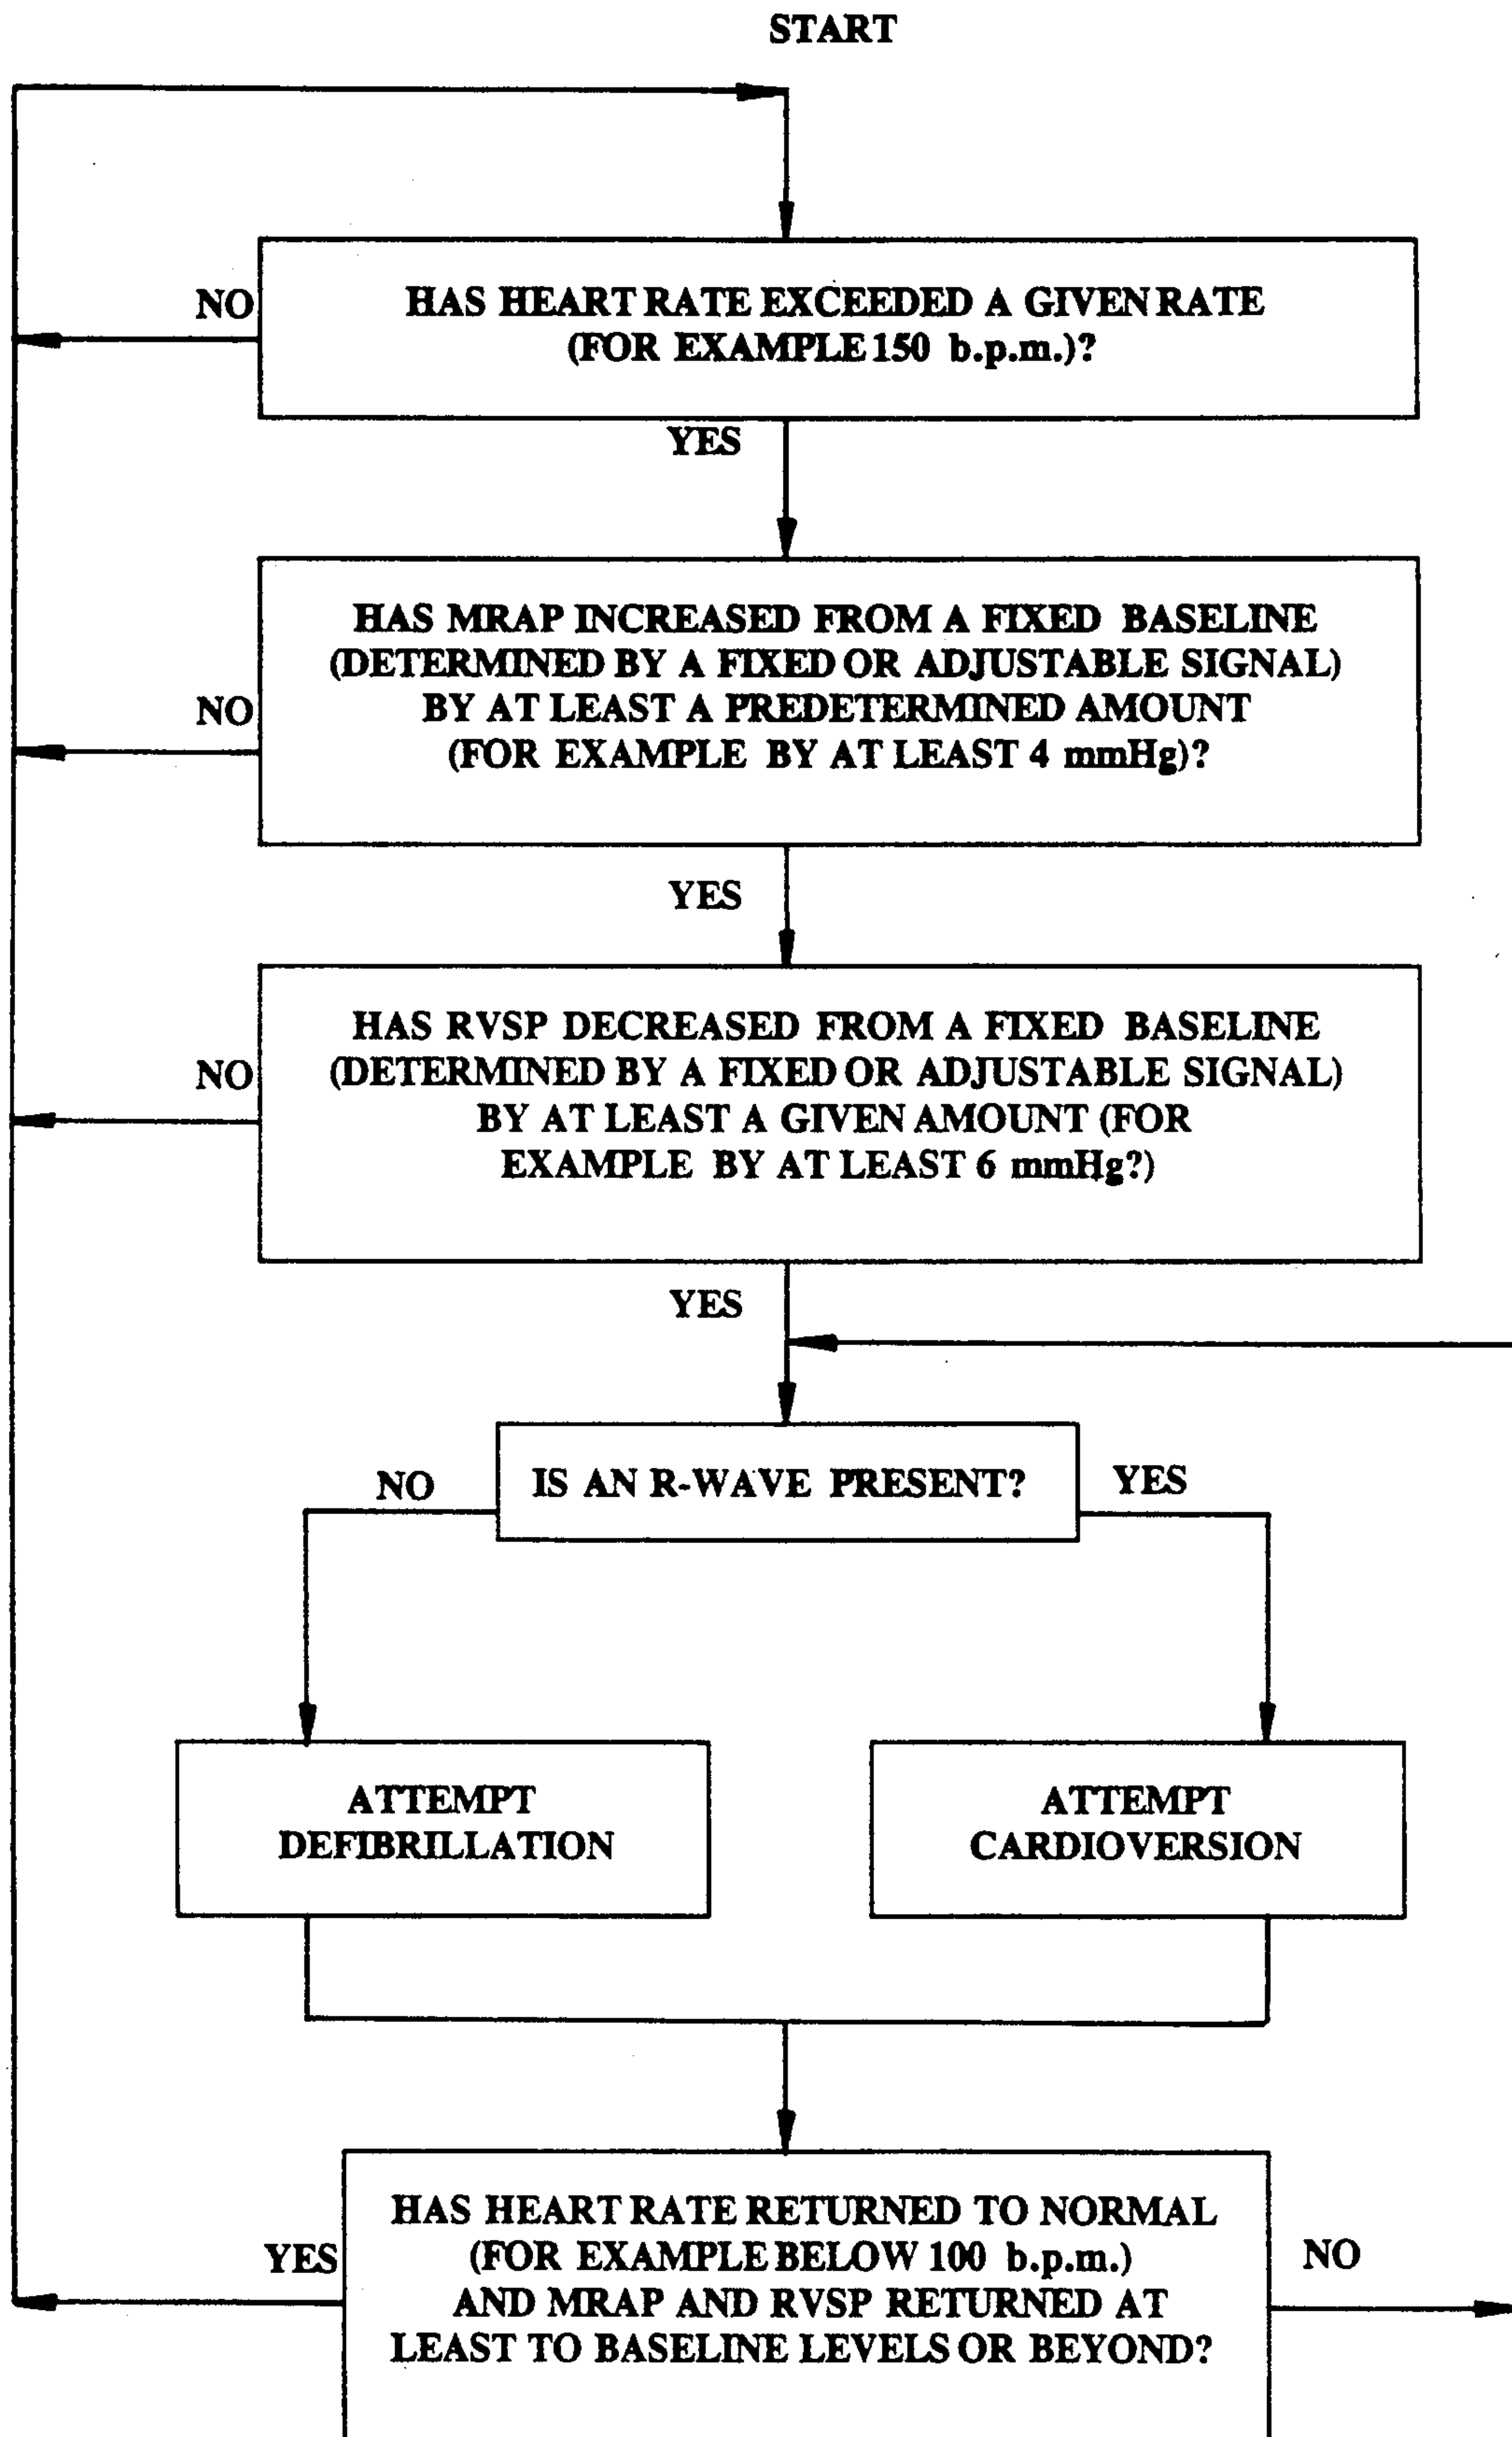 START
NO
HAS HEART RATE EXCEEDED A GIVEN RATE
(FOR EXAMPLE 150 b.p.m.)?
YES
HAS MRAP INCREASED FROM A FIXED BASELINE
(DETERMINED BY A FIXED OR ADJUSTABLE SIGNAL)
BY AT LEAST A PREDETERMINED AMOUNT
(FOR EXAMPLE BY AT LEAST 4 mmHg)?
NO
YES
HAS RVSP DECREASED FROM A FIXED BASELINE
(DETERMINED BY A FIXED OR ADJUSTABLE SIGNAL)
BY AT LEAST A GIVEN AMOUNT (FOR
EXAMPLE BY AT LEAST 6 mmHg?)
NO
YES
NO
IS AN R-WAVE PRESENT?
YES
ATTEMPT
DEFIBRILLATION
ATTEMPT
CARDIOVERSION
HAS HEART RATE RETURNED TO NORMAL
(FOR EXAMPLE BELOW 100 b.p.m.)
AND MRAP AND RVSP RETURNED AT
LEAST TO BASELINE LEVELS OR BEYOND?
YES
NO